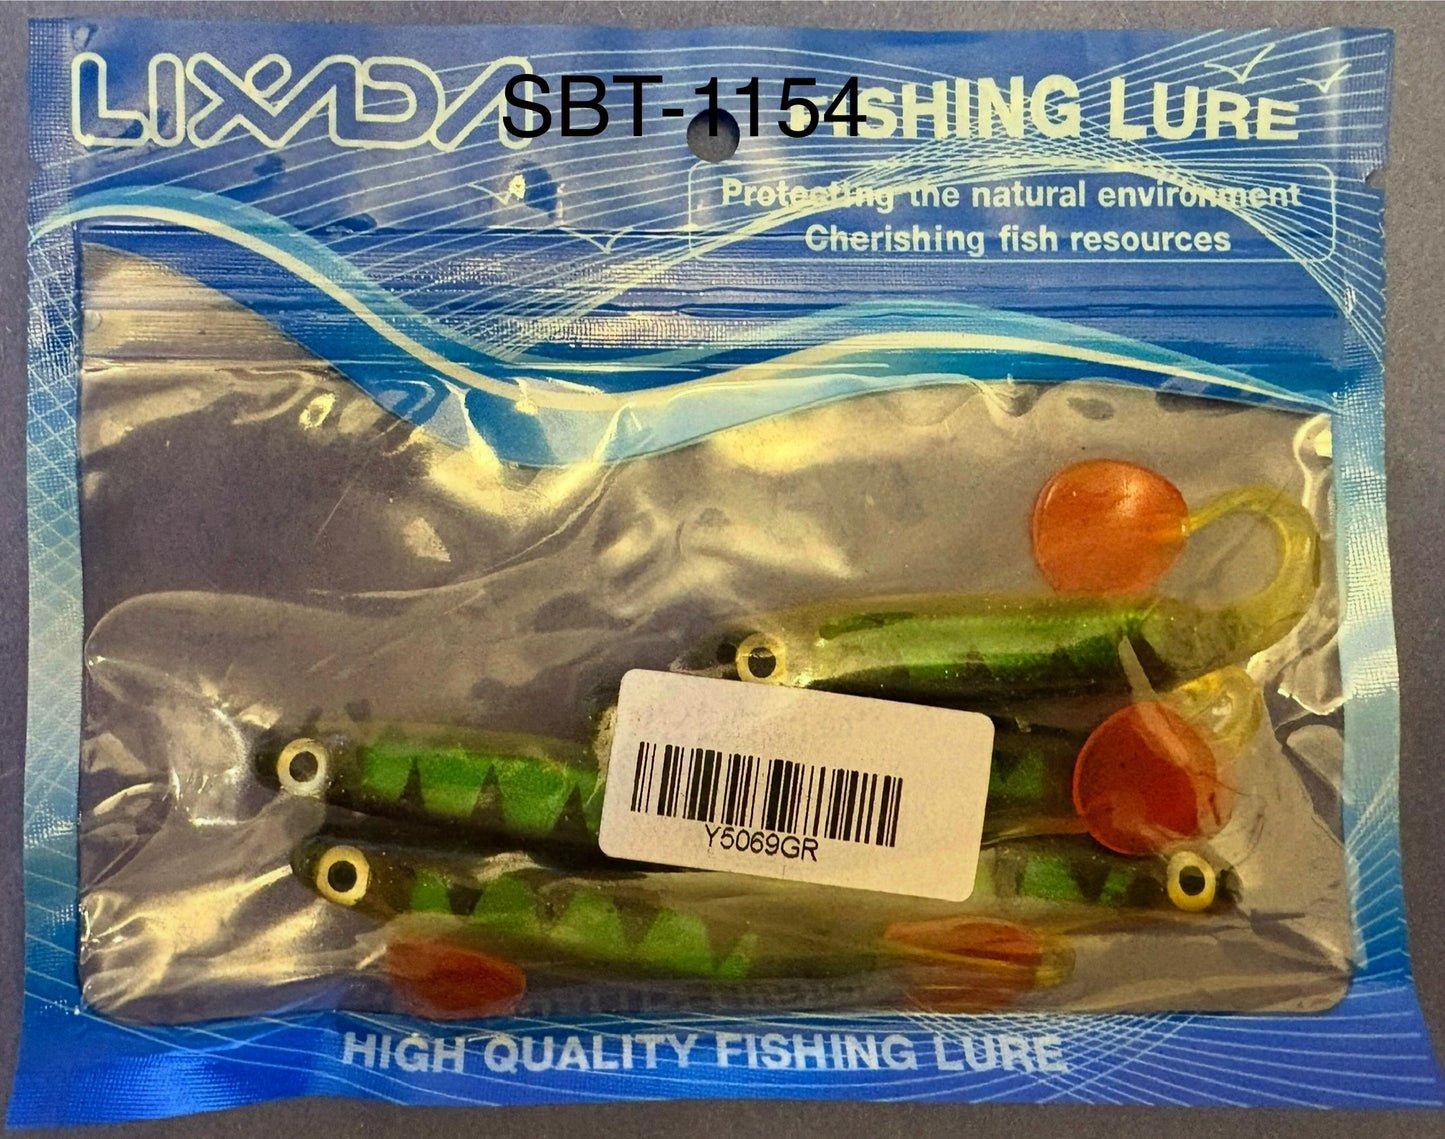 LIXADA
SBT-1154
FISHING LURE
Protecting the natural environment
Cherishing fish resources
Y5069GR
HIGH QUALITY FISHING LURE